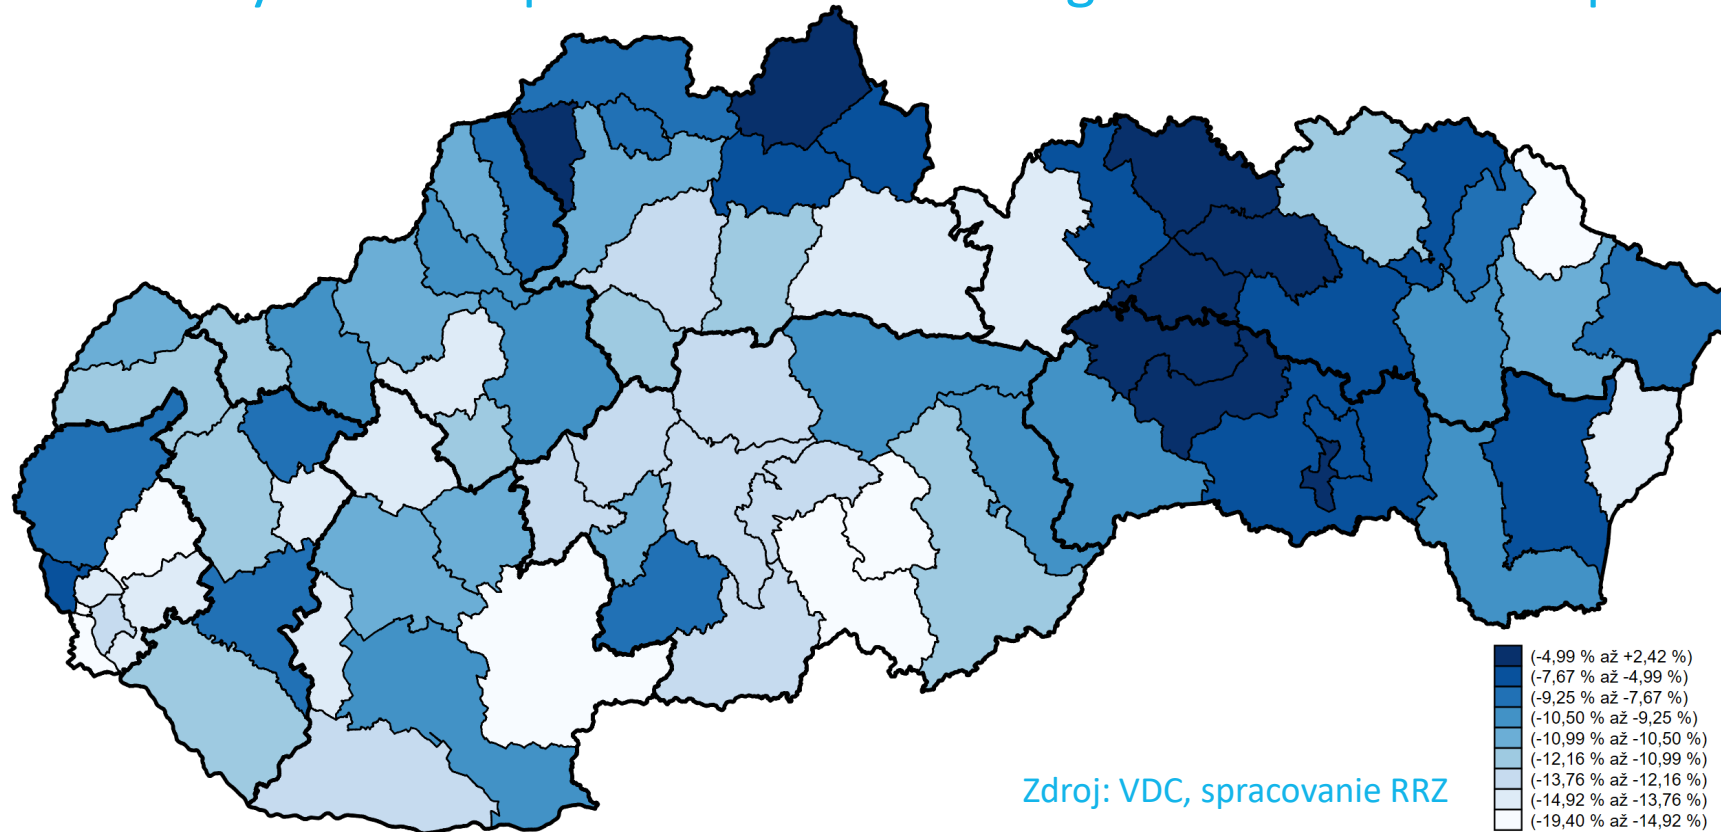 (-4,99 % až +2,42 %)
(-7,67 % až -4,99 %)
(-9,25 % až -7,67 %)
(-10,50 % až -9,25 %)
(-10,99 % až -10,50 %)
(-12,16 % až -10,99 %)
(-13,76 % až -12,16 %)
(-14,92 % až -13,76 %)
(-19,40 % až -14,92 %)
Zdroj: VDC, spracovanie RRZ